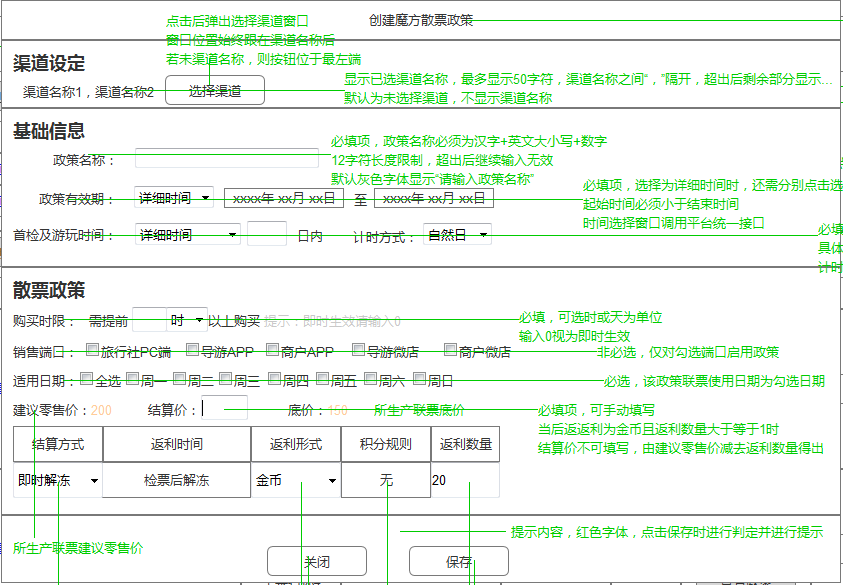 点击后弹出选择渠道窗口
创建魔方散票政策
窗口位置始终跟在渠道名称后
若未渠道名称，则按钮位于最左端
渠道设定
渠道名称1，渠道名称2
选择渠道
显示已选渠道名称，最多显示50字符，渠道名称之间“，”隔开，超出后剩余部分显示...
默认为未选择渠道，不显示渠道名称
基础信息
政策名称：
必填项，政策名称必须为汉字+英文大小写+数字
12字符长度限制，超出后继续输入无效
默认灰色字体显示“请输入政策名称”
政策有效期：
详细时间
xxxx年 xx月 xx日
至
xxxx年 xx月 xx日
必填项，选择为详细时间时，还需分别点击选
起始时间必须小于结束时间
时间选择窗口调用平台统一接口
首检及游玩时间：
详细时间
日内
计时方式：
自然日
必填
具体
计时
散票政策
购买时限：
需提前
时
以上购买
提示：即时生效请输入0
必填，可选时或天为单位
输入0视为即时生效
销售端口：
旅行社PC端
导游APP
商户APP
导游微店
商户微店
非必选，仅对勾选端口启用政策
适用日期：
全选
周一
周二
周三
周四
周五
周六
周日
必选，该政策联票使用日期为勾选日期
建议零售价：200
结算价：
底价：150
所生产联票底价
必填项，可手动填写
当后返返利为金币且返利数量大于等于1时
结算价不可填写，由建议零售价减去返利数量得出
结算方式
返利时间
返利形式
积分规则
返利数量
即时解冻
检票后解冻
金币
无
20
提示内容，红色字体，点击保存时进行判定并进行提示
所生产联票建议零售价
关闭
保存